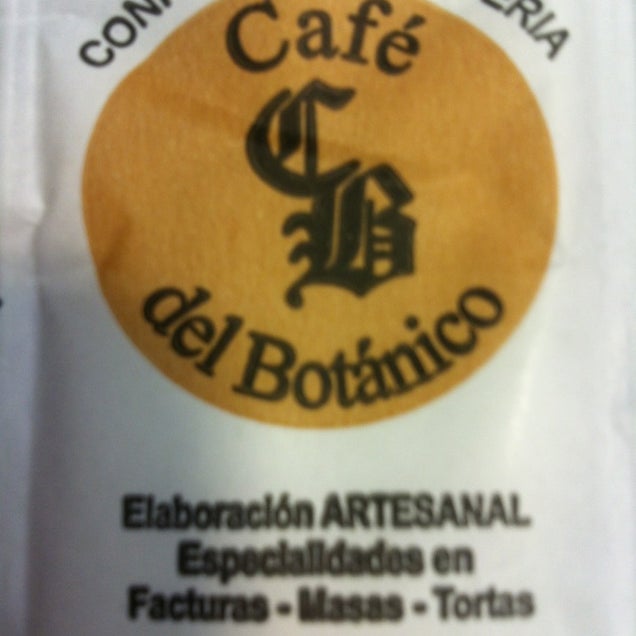 Café
CB
del Botánico
Elaboración ARTESANAL
Especialidades en
Facturas - Masas - Tortas